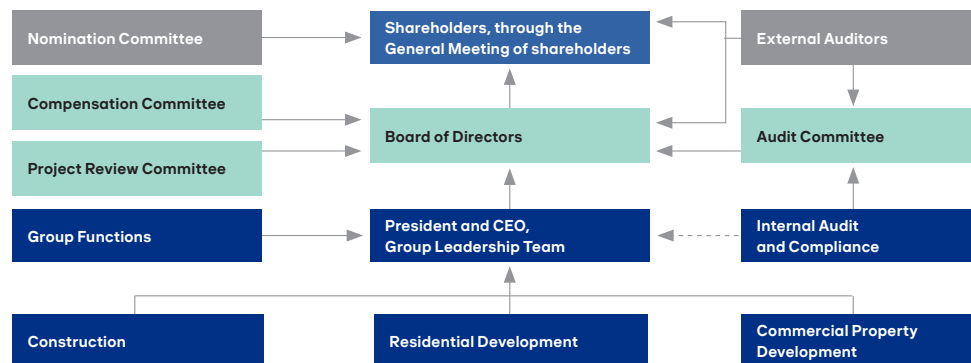 Nomination Committee
Shareholders, through the
General Meeting of shareholders
External Auditors
Compensation Committee
Board of Directors
Audit Committee
Project Review Committee
Group Functions
President and CEO,
Group Leadership Team
Internal Audit
and Compliance
Construction
Residential Development
Commercial Property
Development